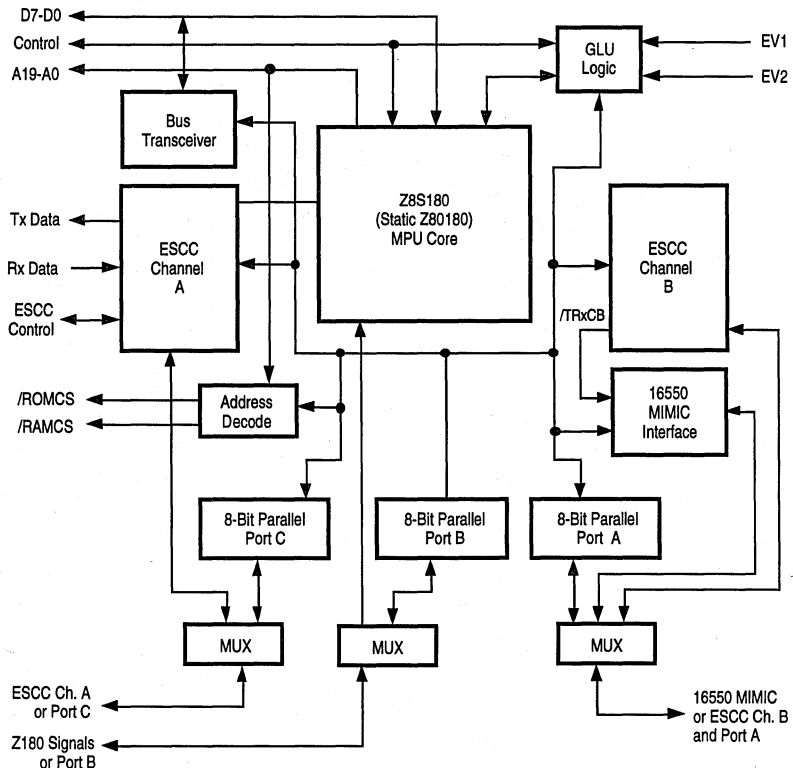 D7-D0
Control
A19-A0
GLU
Logic
EV1
EV2
Bus
Transceiver
Z8S180
(Static Z80180)
MPU Core
Tx Data
Rx Data
ESCC
Control
ESCC
Channel
A
ESCC
Channel
B
/TRxCB
/ROMCS
/RAMCS
Address
Decode
16550
MIMIC
Interface
8-Bit Parallel
Port C
8-Bit Parallel
Port B
8-Bit Parallel
Port A
MUX
MUX
MUX
ESCC Ch. A
or Port C
Z180 Signals
or Port B
16550 MIMIC
or ESCC Ch. B
and Port A